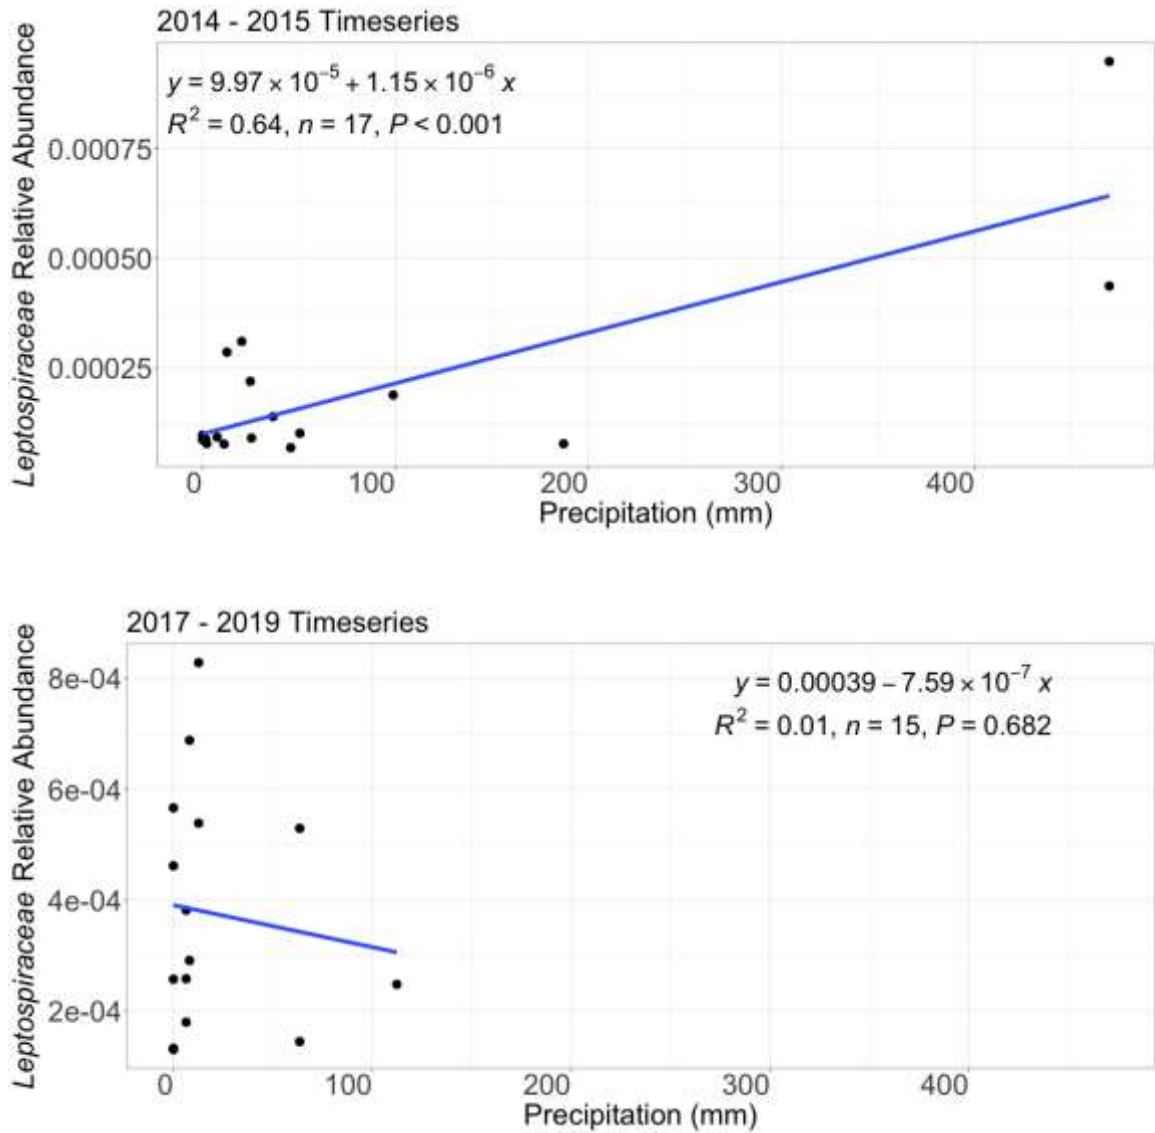 2014 - 2015 Timeseries
Leptospiraceae Relative Abundance
y = 9.97 × 10⁻⁵ + 1.15 × 10⁻⁶ x
R² = 0.64, n = 17, P < 0.001
0.00075
0.00050
0.00025
0 100 200 300 400
Precipitation (mm)
2017 - 2019 Timeseries
Leptospiraceae Relative Abundance
y = 0.00039 – 7.59 × 10⁻⁷ x
R² = 0.01, n = 15, P = 0.682
8e-04
6e-04
4e-04
2e-04
0 100 200 300 400
Precipitation (mm)